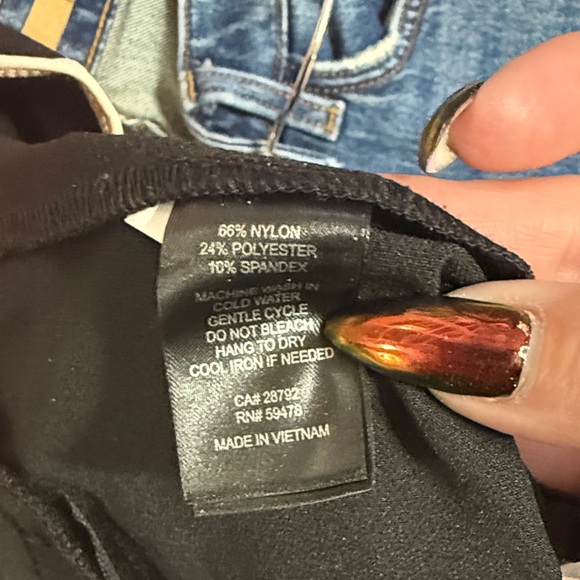 66% NYLON
24% POLYESTER
10% SPANDEX
MACHINE WASH IN
COLD WATER
GENTLE CYCLE
DO NOT BLEACH
HANG TO DRY
COOL IRON IF NEEDED
CA# 28792
RN# 59478
MADE IN VIETNAM